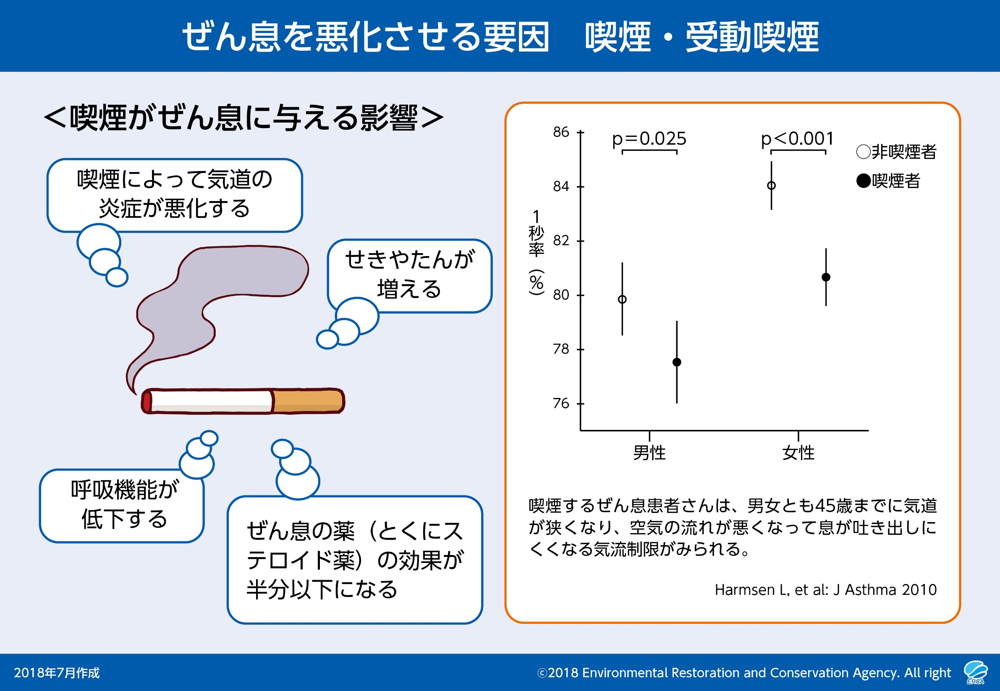 ぜん息を悪化させる要因　喫煙・受動喫煙
＜喫煙がぜん息に与える影響＞
喫煙によって気道の
炎症が悪化する
せきやたんが
増える
呼吸機能が
低下する
ぜん息の薬（とくにス
テロイド薬）の効果が
半分以下になる
1秒率（%）
86
84
82
80
78
76
p＝0.025
p＜0.001
○非喫煙者
●喫煙者
男性
女性
喫煙するぜん息患者さんは、男女とも45歳までに気道
が狭くなり、空気の流れが悪くなって息が吐き出しに
くくなる気流制限がみられる。
Harmsen L, et al: J Asthma 2010
2018年7月作成
©2018 Environmental Restoration and Conservation Agency. All right
ERCA